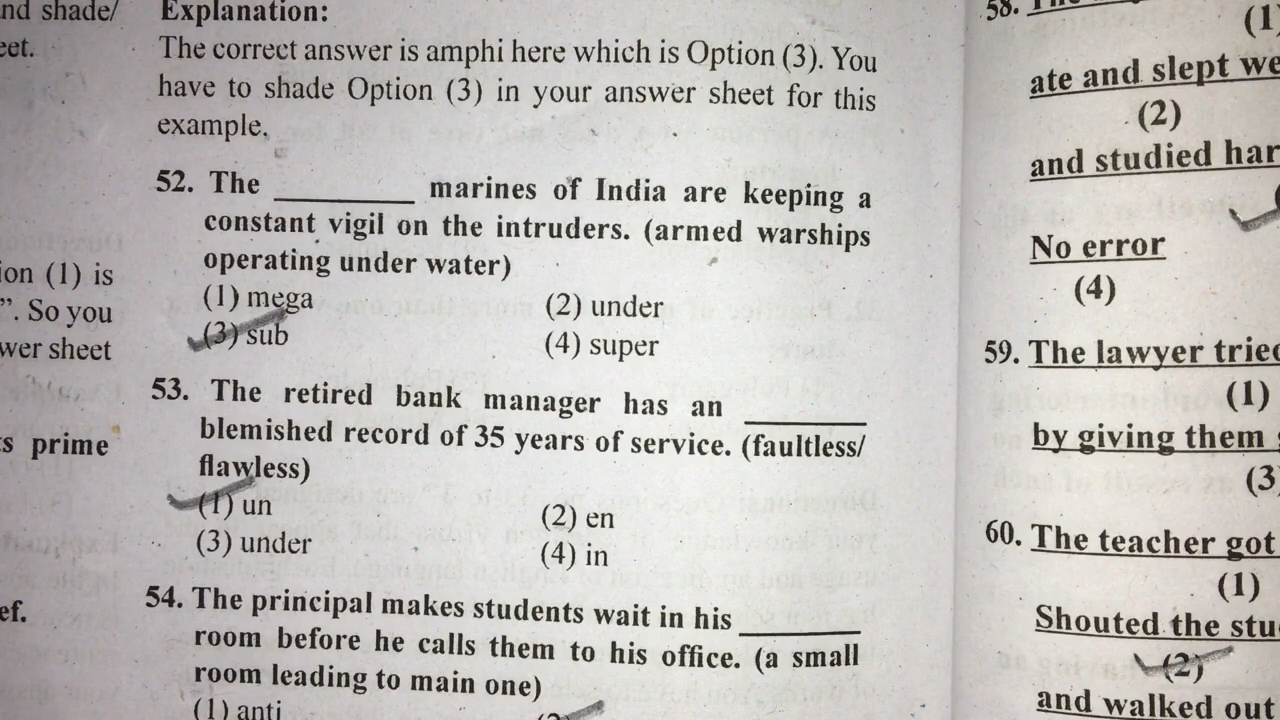 nd shade/
eet.
ion (1) is
”. So you
wer sheet
s prime
ef.
Explanation:
The correct answer is amphi here which is Option (3). You
have to shade Option (3) in your answer sheet for this
example.
52. The ________ marines of India are keeping a
constant vigil on the intruders. (armed warships
operating under water)
(1) mega (2) under
(3) sub (4) super
53. The retired bank manager has an ________
blemished record of 35 years of service. (faultless/
flawless)
(1) un (2) en
(3) under (4) in
54. The principal makes students wait in his ________
room before he calls them to his office. (a small
room leading to main one)
(1) anti
58.
(1)
ate and slept we
(2)
and studied har
No error
(4)
59. The lawyer tried
(1)
by giving them
(3
60. The teacher got
(1)
Shouted the stu
(2)
and walked out